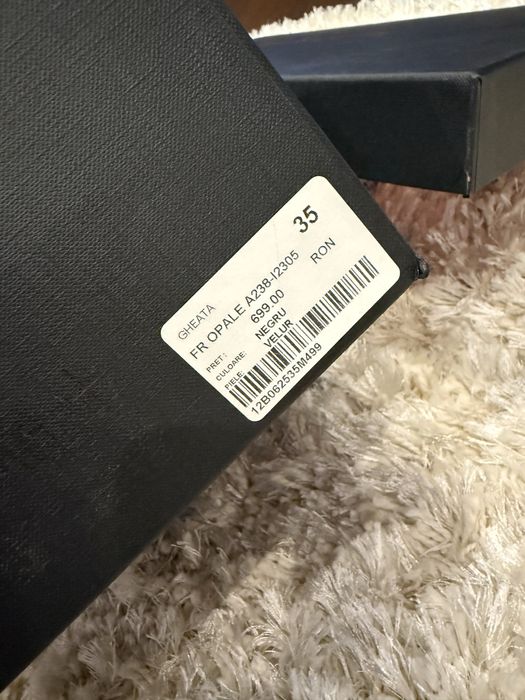 35
GHEATA
FR OPALE A238-I2305
PRET: 699.00 RON
CULOARE: NEGRU
PIELE: VELUR
12B062535M499